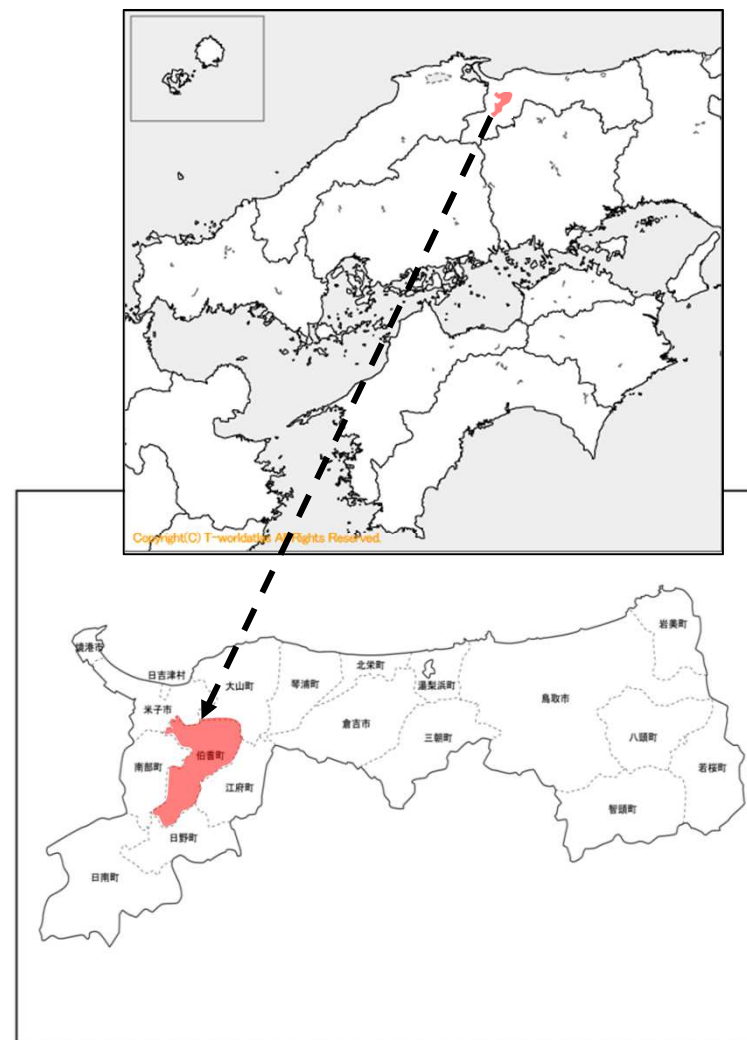 Copyright(C) T-worldatlas All Rights Reserved.
岩美町
境港市
日吉津村
大山町
琴浦町
北栄町
湯梨浜町
鳥取市
米子市
倉吉市
三朝町
八頭町
伯耆町
南部町
江府町
若桜町
智頭町
日野町
日南町